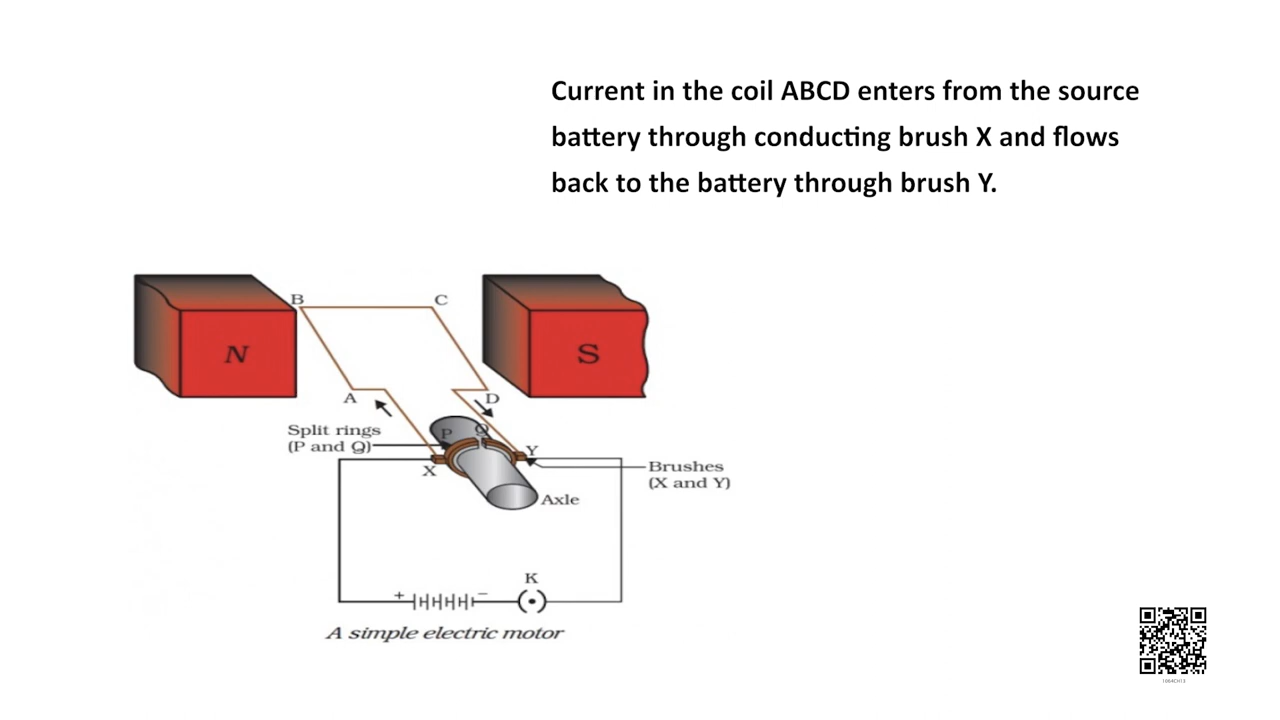 Current in the coil ABCD enters from the source
battery through conducting brush X and flows
back to the battery through brush Y.
B
C
N
S
A
D
Split rings
(P and Q)
P
Q
X
Y
Brushes
(X and Y)
Axle
K
+
−
A simple electric motor
1064CH13